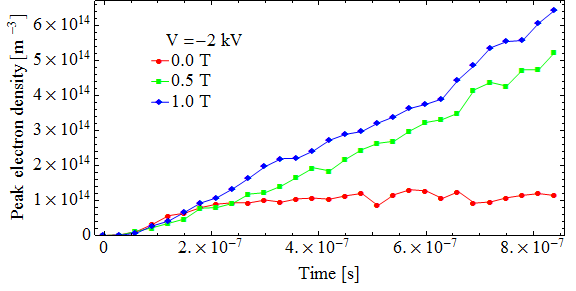 Peak electron density [m⁻³]
6×10¹⁴
5×10¹⁴
4×10¹⁴
3×10¹⁴
2×10¹⁴
1×10¹⁴
0
V = −2 kV
0.0 T
0.5 T
1.0 T
0 2.×10⁻⁷ 4.×10⁻⁷ 6.×10⁻⁷ 8.×10⁻⁷
Time [s]